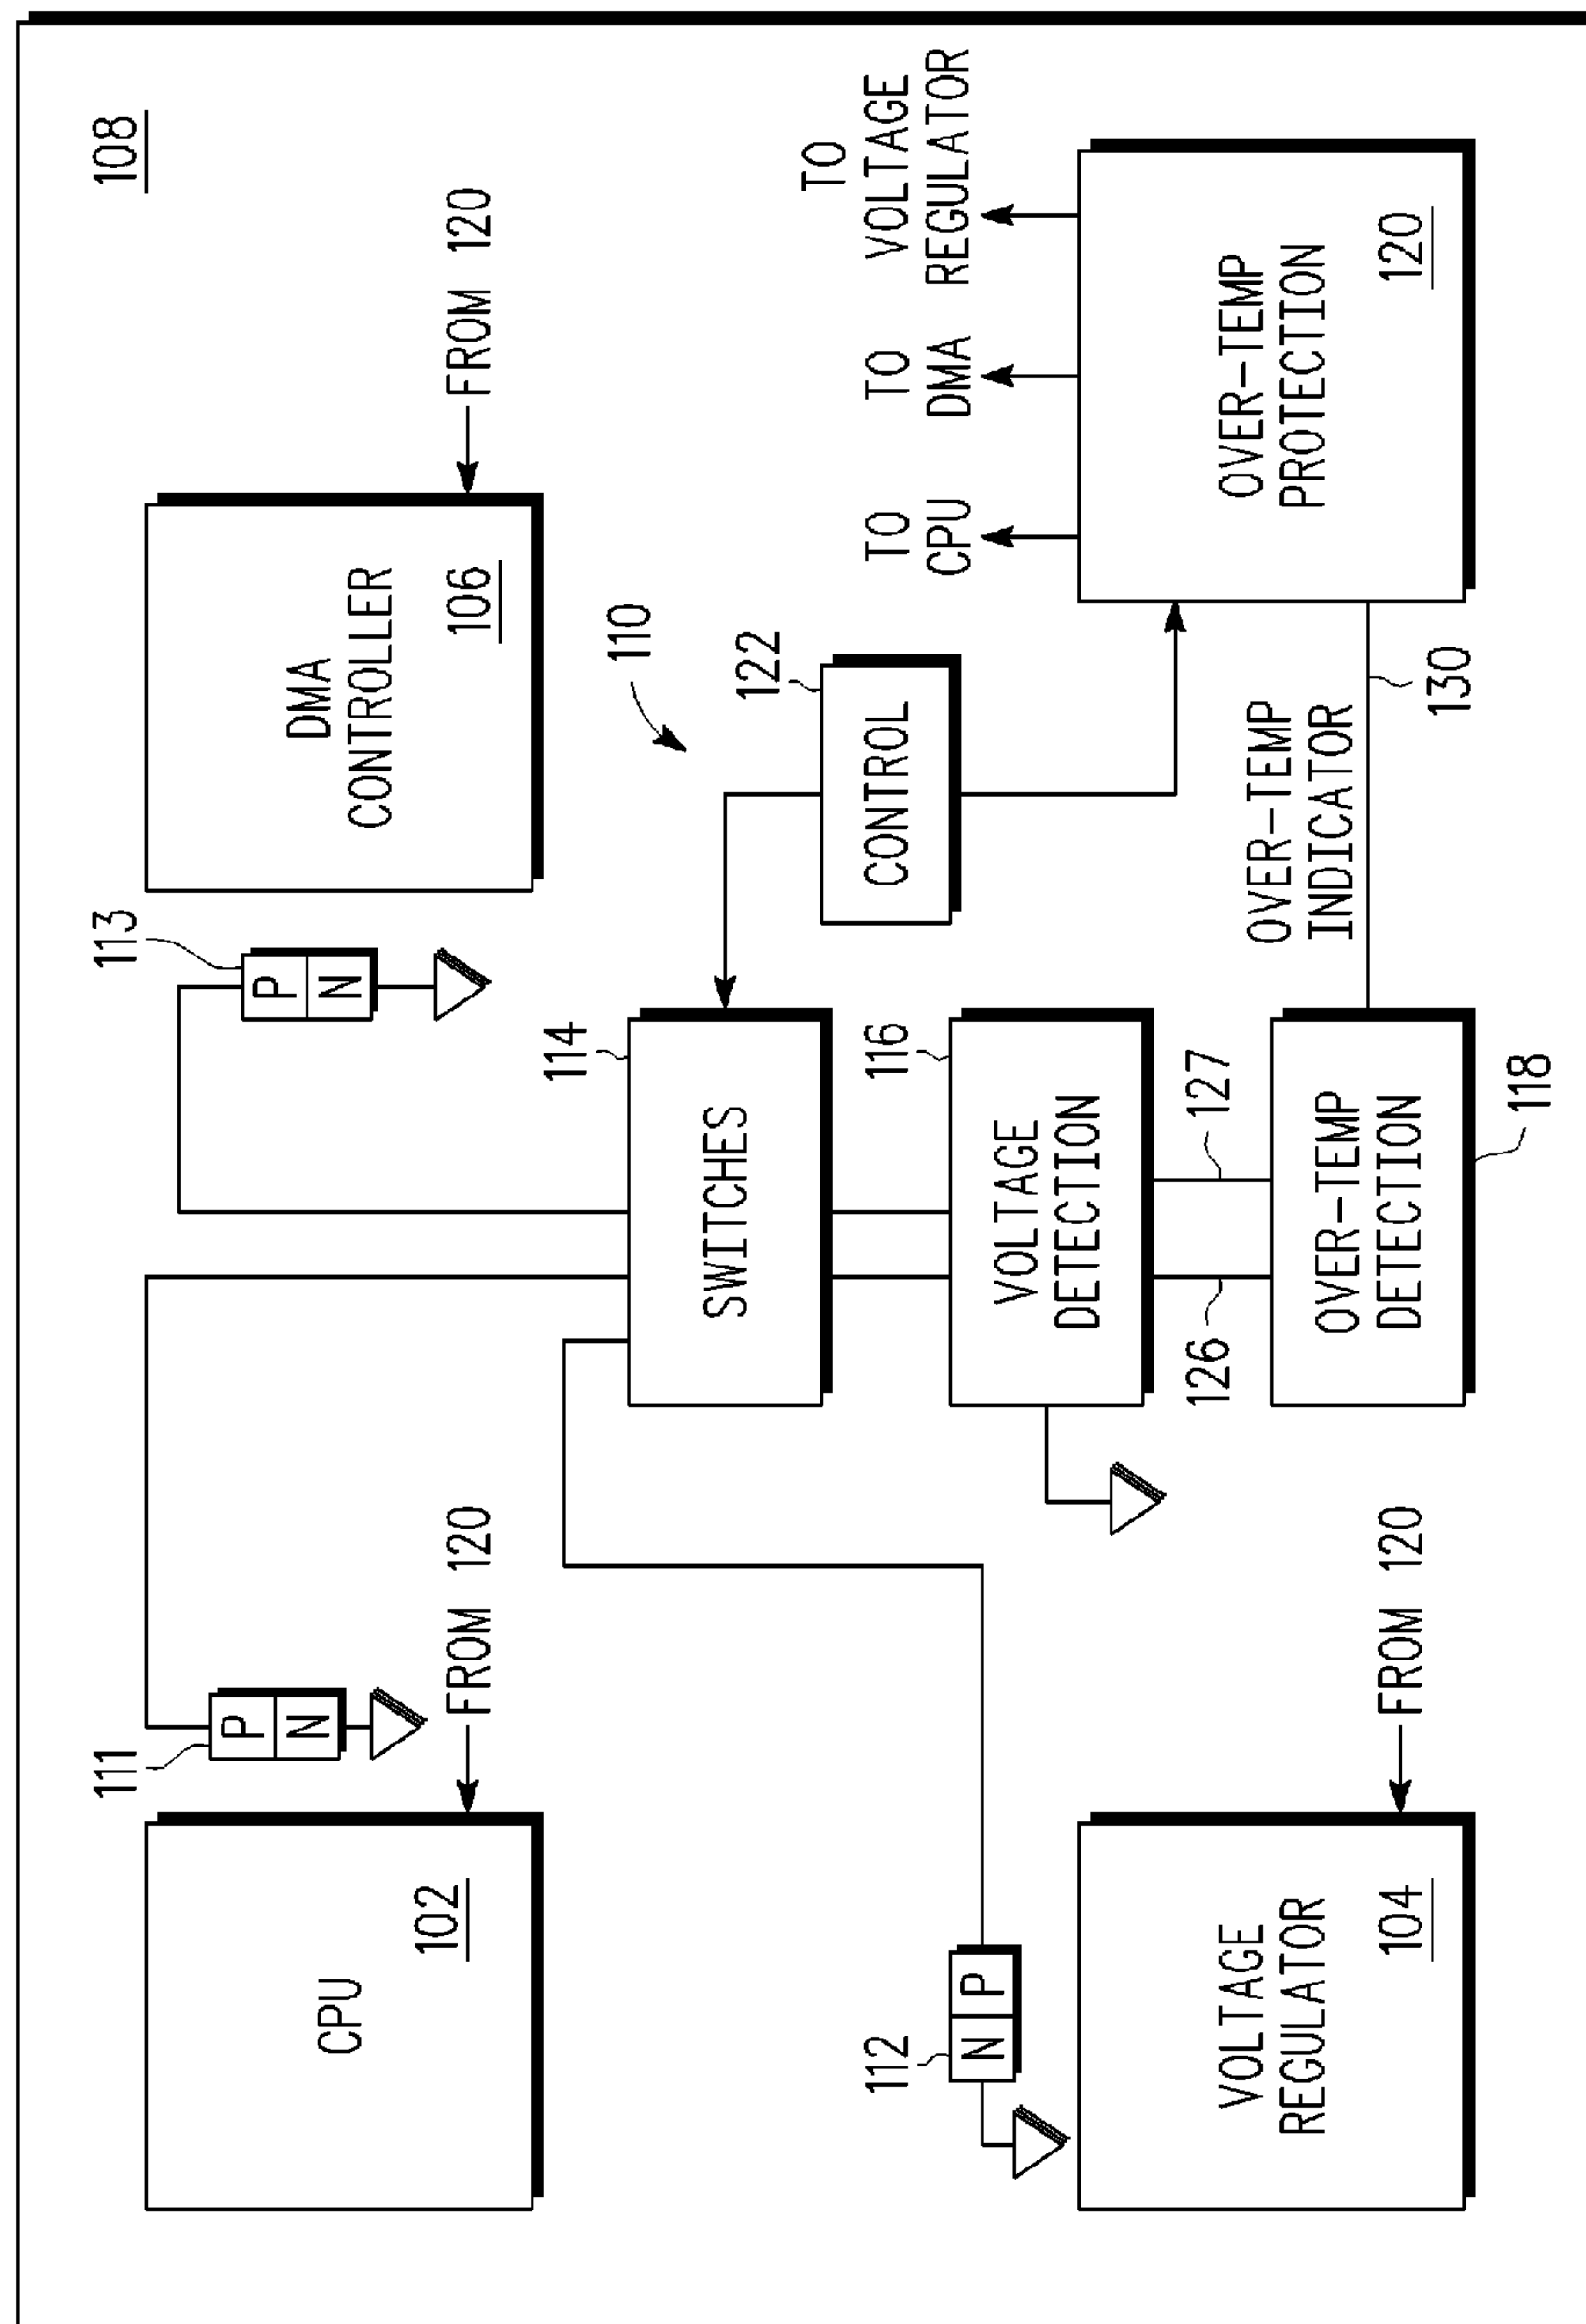 108
CPU
102
111
P
N
FROM 120
113
P
N
DMA
CONTROLLER
106
FROM 120
110
114
SWITCHES
122
CONTROL
112
N P
116
VOLTAGE
DETECTION
TO
CPU
TO
DMA
TO
VOLTAGE
REGULATOR
126
127
VOLTAGE
REGULATOR
104
FROM 120
OVER-TEMP
DETECTION
118
OVER-TEMP
INDICATOR
130
OVER-TEMP
PROTECTION
120